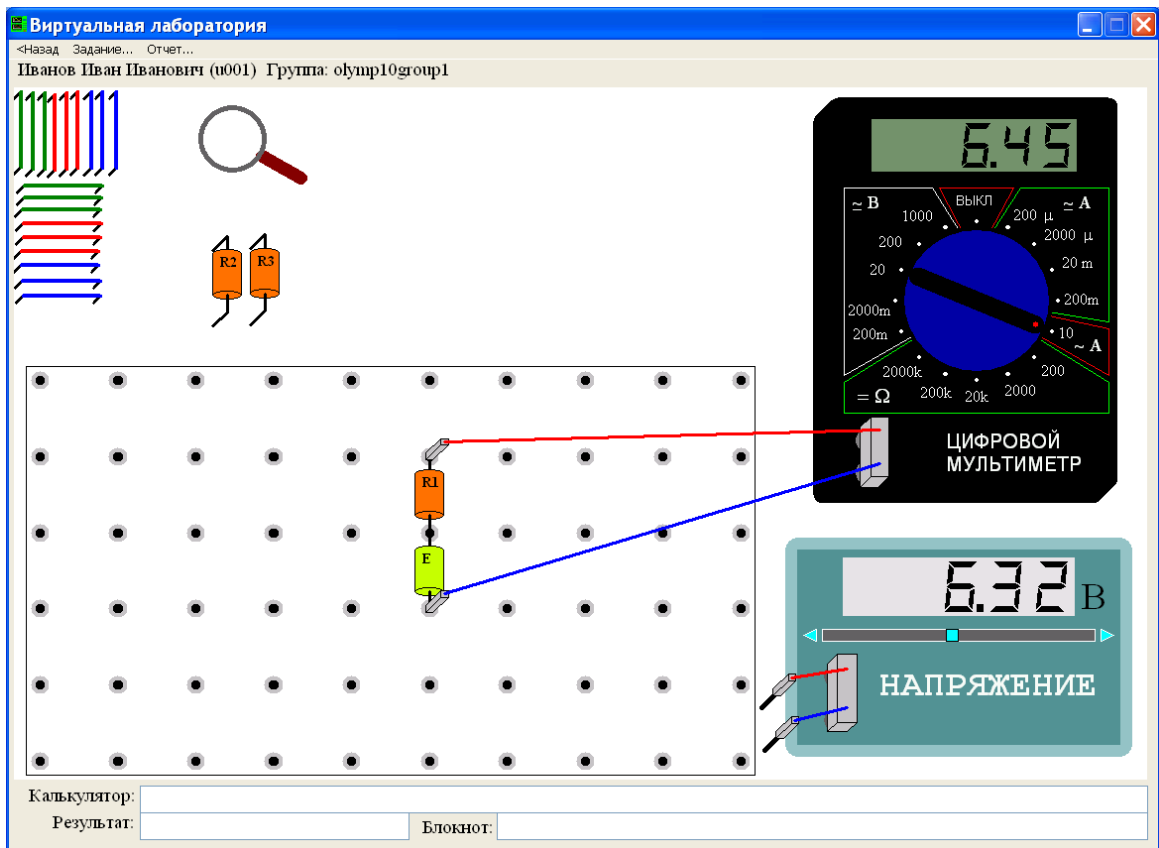 Виртуальная лаборатория
<Назад Задание... Отчет...
Иванов Иван Иванович (u001) Группа: olymp10group1
R2 R3
R1
E
6.45
≃ В
1000
200
20
2000m
200m
ВЫКЛ
≃ А
200 μ
2000 μ
20 m
200m
10
~ А
= Ω
2000k
200k
20k
2000
200
ЦИФРОВОЙ
МУЛЬТИМЕТР
6.32 В
НАПРЯЖЕНИЕ
Калькулятор:
Результат:
Блокнот: